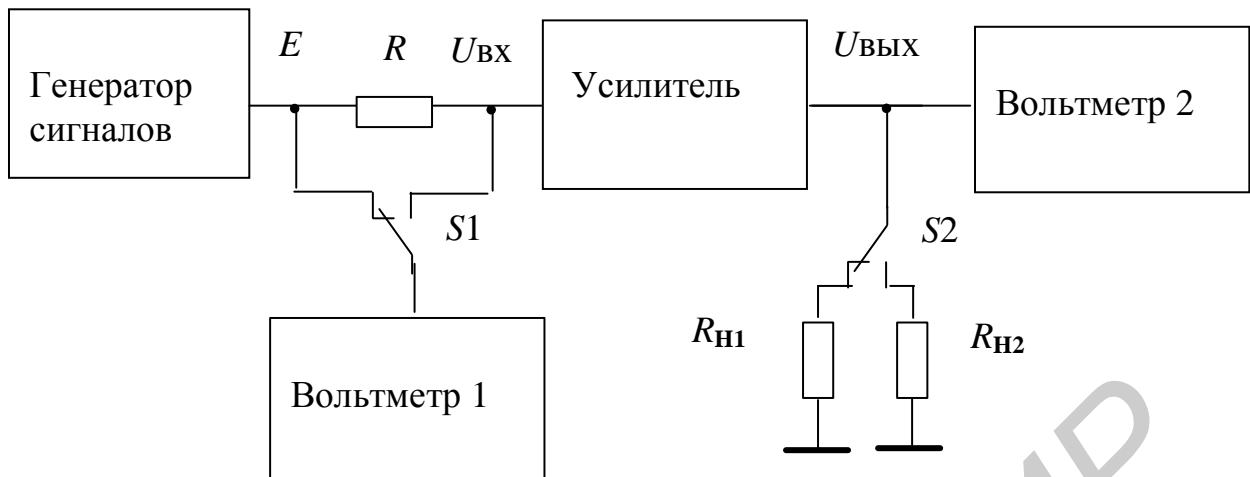 E R Uвх Uвых
Генератор
сигналов
Усилитель
Вольтметр 2
S1
S2
RН1
RН2
Вольтметр 1